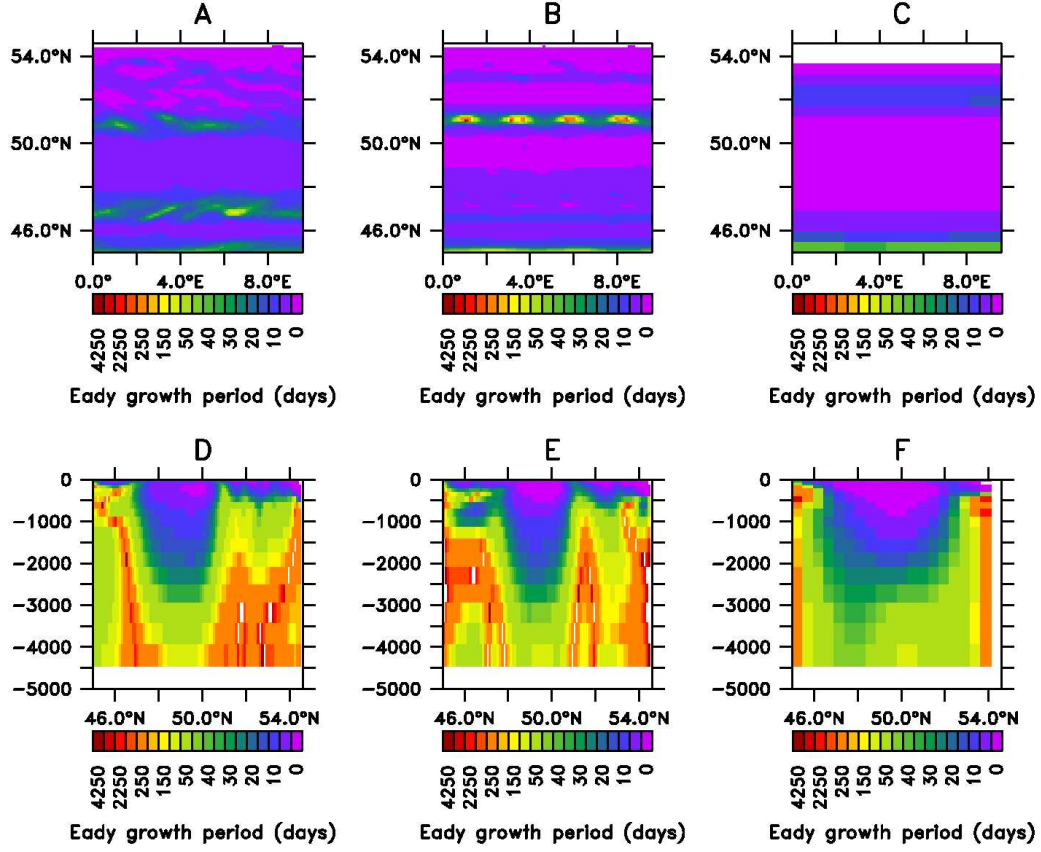 A B C
54.0°N 54.0°N 54.0°N
50.0°N 50.0°N 50.0°N
46.0°N 46.0°N 46.0°N
0.0° 4.0°E 8.0°E 0.0° 4.0°E 8.0°E 0.0° 4.0°E 8.0°E
4250 2250 250 150 50 40 30 20 10 0 4250 2250 250 150 50 40 30 20 10 0 4250 2250 250 150 50 40 30 20 10 0
Eady growth period (days) Eady growth period (days) Eady growth period (days)
D E F
0 0 0
-1000 -1000 -1000
-2000 -2000 -2000
-3000 -3000 -3000
-4000 -4000 -4000
-5000 -5000 -5000
46.0°N 50.0°N 54.0°N 46.0°N 50.0°N 54.0°N 46.0°N 50.0°N 54.0°N
4250 2250 250 150 50 40 30 20 10 0 4250 2250 250 150 50 40 30 20 10 0 4250 2250 250 150 50 40 30 20 10 0
Eady growth period (days) Eady growth period (days) Eady growth period (days)